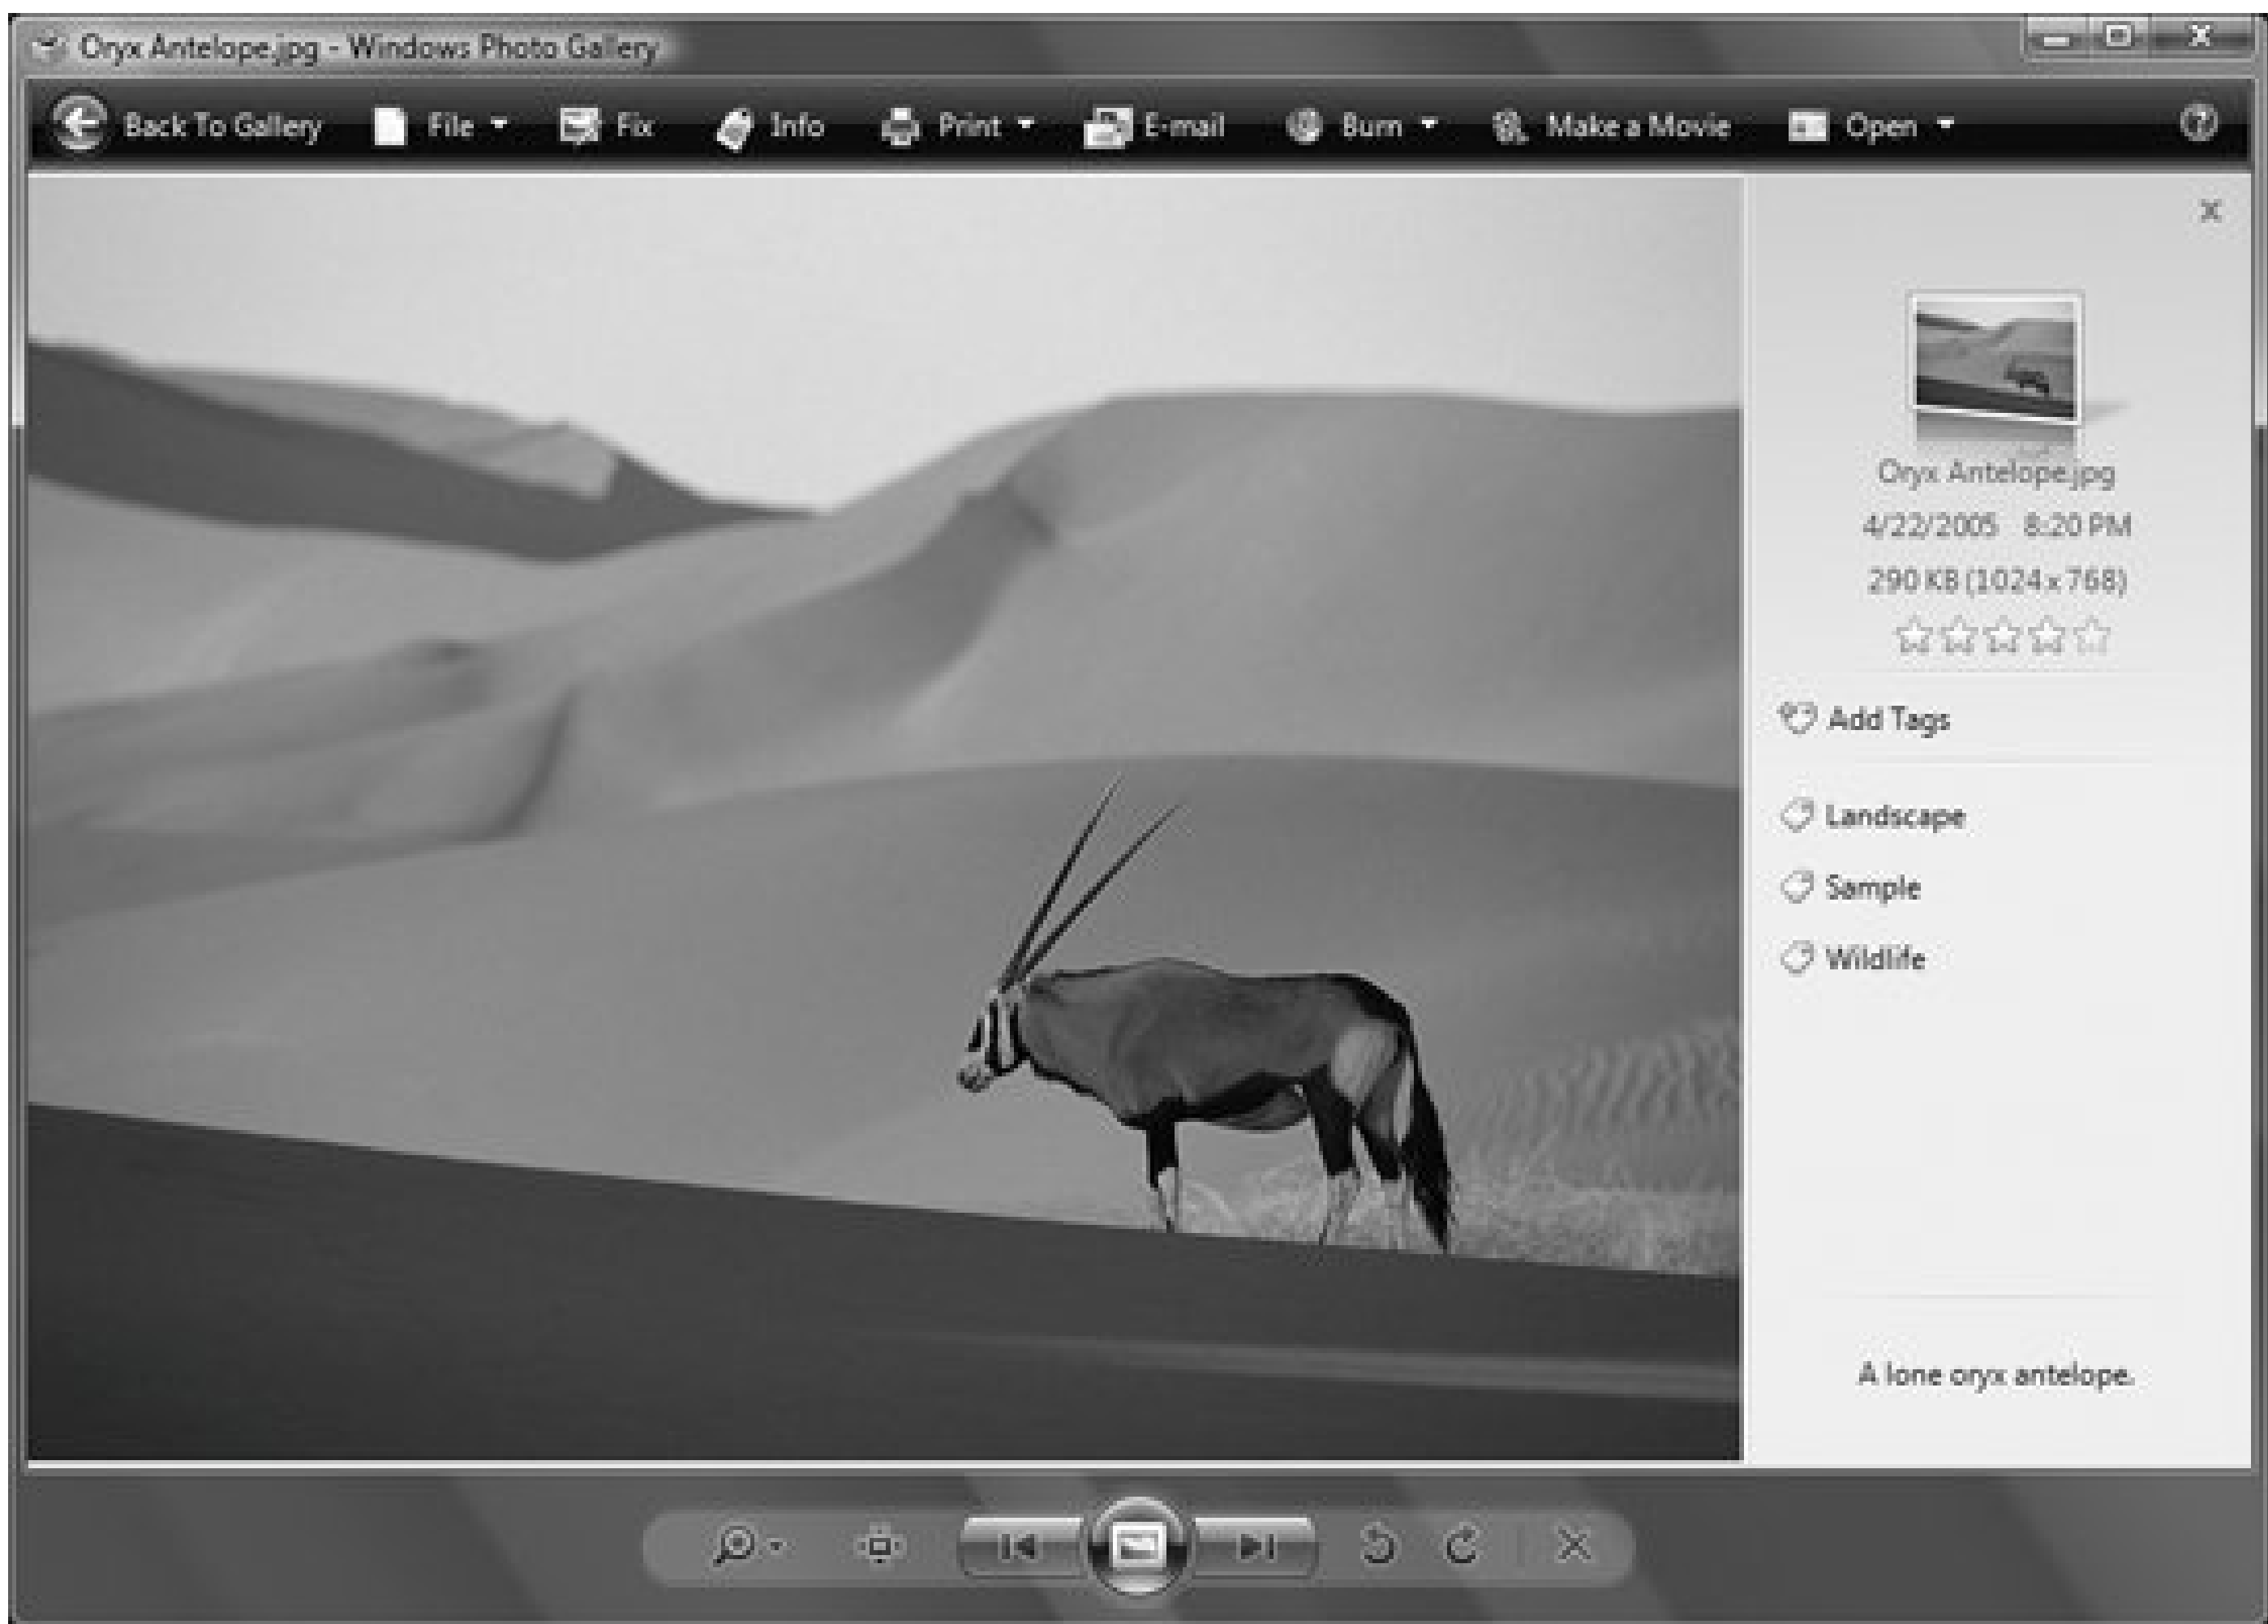 Oryx Antelope.jpg - Windows Photo Gallery
Back To Gallery File Fix Info Print E-mail Burn Make a Movie Open
Oryx Antelope.jpg
4/22/2005 8:20 PM
290 KB (1024 x 768)
Add Tags
Landscape
Sample
Wildlife
A lone oryx antelope.